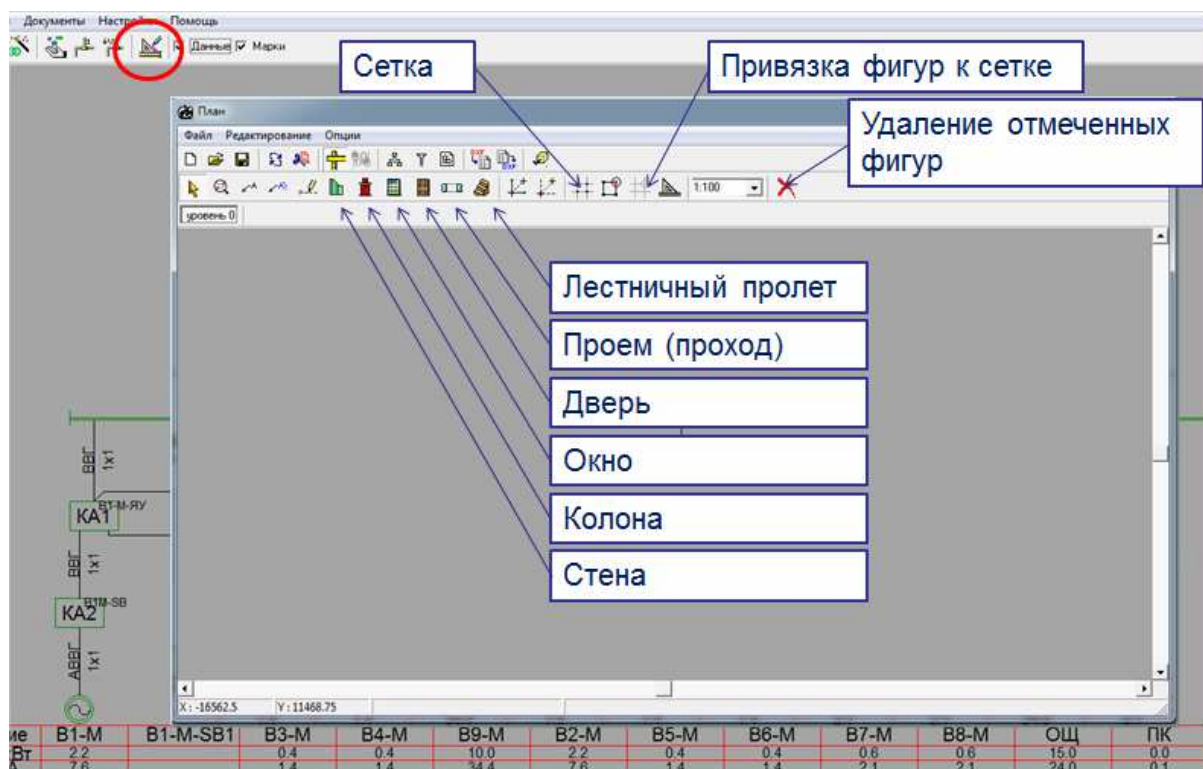 Документы Настройки Помощь
Данные Марки
Сетка
Привязка фигур к сетке
Удаление отмеченных
фигур
План
Файл Редактирование Опции
1:100
уровень 0
Лестничный пролет
Проем (проход)
Дверь
Окно
Колона
Стена
ВВГ
1x1
КА1
В1-М-ЯУ
ВВГ
1x1
КА2
В1М-SB
АВВГ
1x1
X : -16562.5 Y : 11468.75
В1-М В1-М-SB1 В3-М В4-М В9-М В2-М В5-М В6-М В7-М В8-М ОЩ ПК
2.2 0.4 0.4 10.0 2.2 0.4 0.4 0.6 0.6 15.0 0.0
7.6 1.4 1.4 34.4 7.6 1.4 1.4 2.1 2.1 24.0 0.1